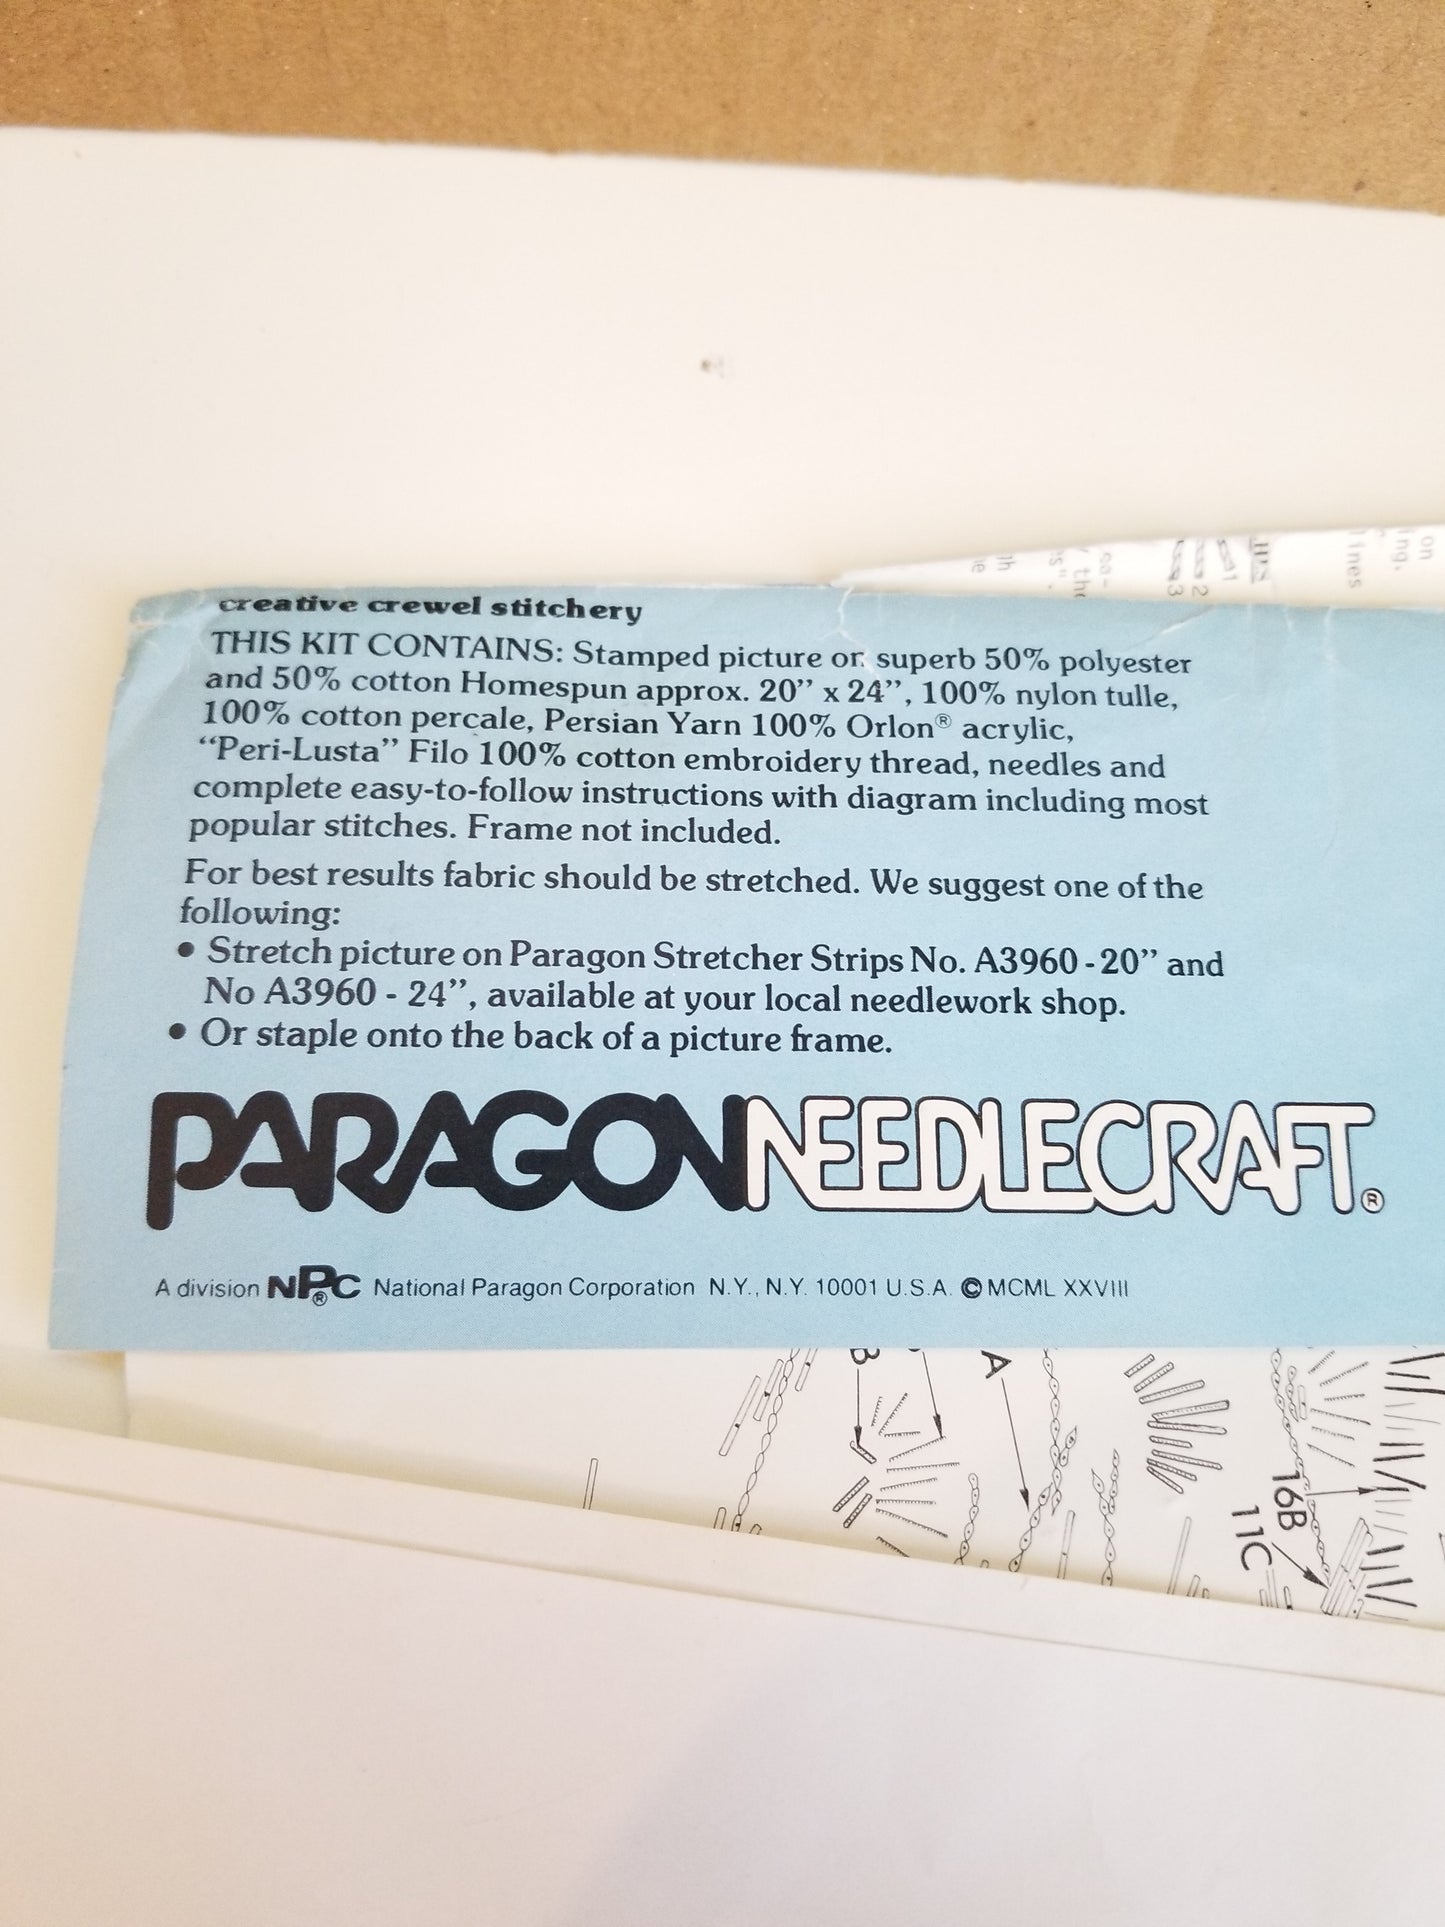 creative crewel stitchery
THIS KIT CONTAINS: Stamped picture on superb 50% polyester
and 50% cotton Homespun approx. 20” x 24”, 100% nylon tulle,
100% cotton percale, Persian Yarn 100% Orlon® acrylic,
“Peri-Lusta” Filo 100% cotton embroidery thread, needles and
complete easy-to-follow instructions with diagram including most
popular stitches. Frame not included.
For best results fabric should be stretched. We suggest one of the
following:
• Stretch picture on Paragon Stretcher Strips No. A3960 - 20” and
No A3960 - 24”, available at your local needlework shop.
• Or staple onto the back of a picture frame.
PARAGON NEEDLECRAFT®
A division NPC® National Paragon Corporation N.Y., N.Y. 10001 U.S.A. © MCML XXVIII
B
A
16B
11C